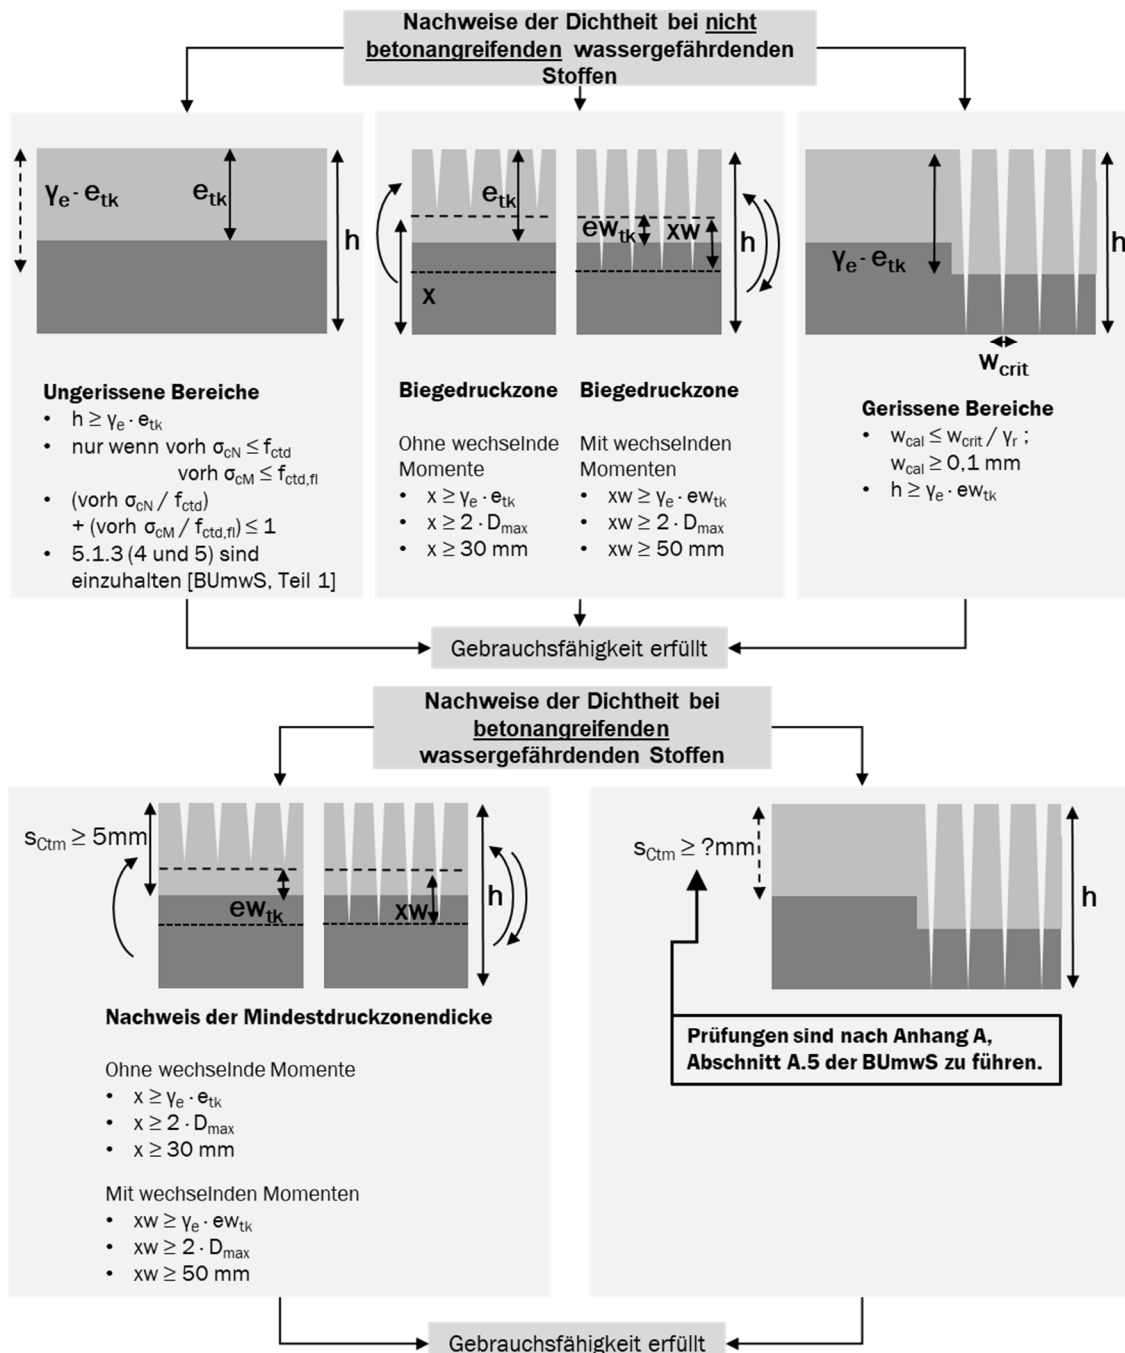 Nachweise der Dichtheit bei nicht
betonangreifenden wassergefährdenden
Stoffen
γe · etk
etk
h
Ungerissene Bereiche
• h ≥ γe · etk
• nur wenn vorh σcN ≤ fctd
vorh σcM ≤ fctd,fl
• (vorh σcN / fctd)
+ (vorh σcM / fctd,fl) ≤ 1
• 5.1.3 (4 und 5) sind
einzuhalten [BUmwS, Teil 1]
etk
x
ewtk
xw
h
Biegedruckzone
Ohne wechselnde
Momente
• x ≥ γe · etk
• x ≥ 2 · Dmax
• x ≥ 30 mm
Biegedruckzone
Mit wechselnden
Momenten
• xw ≥ γe · ewtk
• xw ≥ 2 · Dmax
• xw ≥ 50 mm
γe · etk
h
wcrit
Gerissene Bereiche
• wcal ≤ wcrit / γr ;
wcal ≥ 0,1 mm
• h ≥ γe · ewtk
Gebrauchsfähigkeit erfüllt
Nachweise der Dichtheit bei
betonangreifenden
wassergefährdenden Stoffen
sCtm ≥ 5mm
ewtk
xw
h
Nachweis der Mindestdruckzonendicke
Ohne wechselnde Momente
• x ≥ γe · etk
• x ≥ 2 · Dmax
• x ≥ 30 mm
Mit wechselnden Momenten
• xw ≥ γe · ewtk
• xw ≥ 2 · Dmax
• xw ≥ 50 mm
sCtm ≥ ?mm
h
Prüfungen sind nach Anhang A,
Abschnitt A.5 der BUmwS zu führen.
Gebrauchsfähigkeit erfüllt